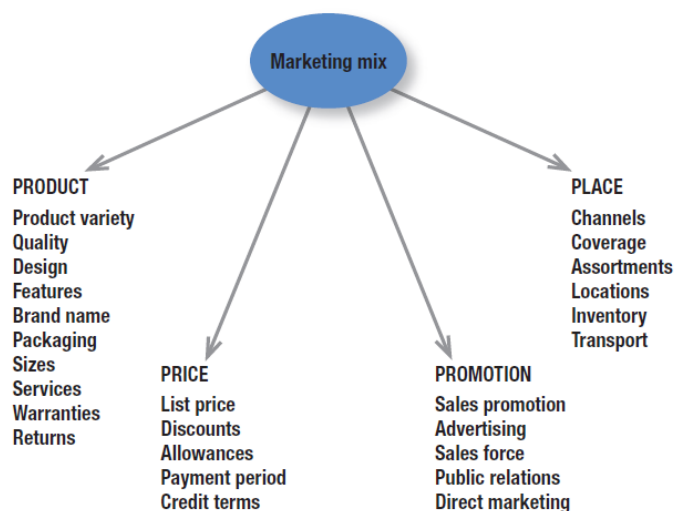 Marketing mix
PRODUCT
Product variety
Quality
Design
Features
Brand name
Packaging
Sizes
Services
Warranties
Returns
PRICE
List price
Discounts
Allowances
Payment period
Credit terms
PROMOTION
Sales promotion
Advertising
Sales force
Public relations
Direct marketing
PLACE
Channels
Coverage
Assortments
Locations
Inventory
Transport